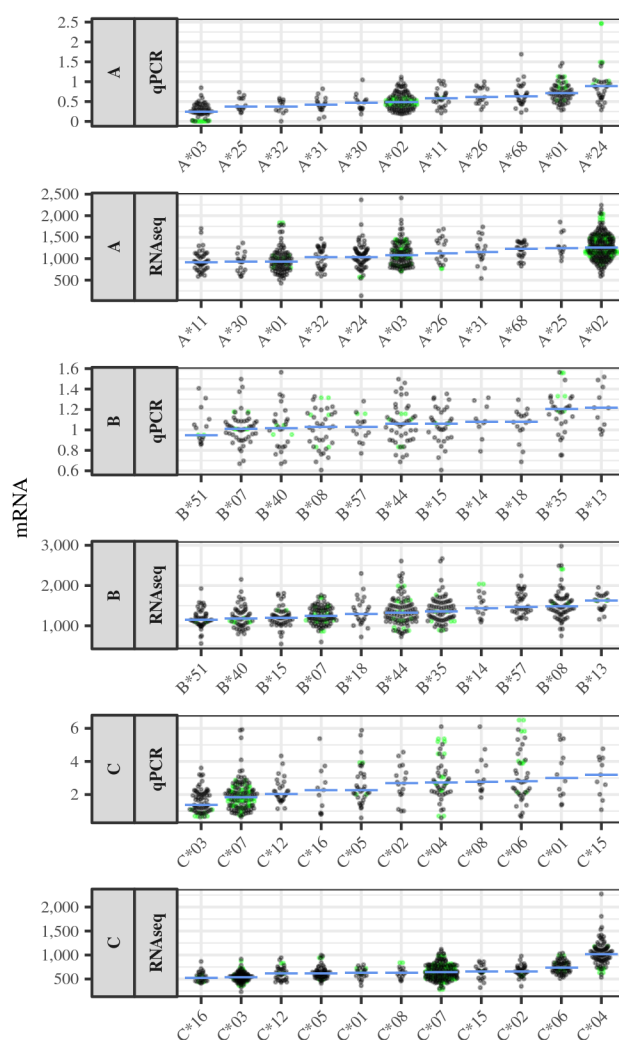 mRNA
A
qPCR
2.5
2.0
1.5
1.0
0.5
0
A*03 A*25 A*32 A*31 A*30 A*02 A*11 A*26 A*68 A*01 A*24
A
RNAseq
2,500
2,000
1,500
1,000
500
A*11 A*30 A*01 A*32 A*24 A*03 A*26 A*31 A*68 A*25 A*02
B
qPCR
1.6
1.4
1.2
1.0
0.8
0.6
B*51 B*07 B*40 B*08 B*57 B*44 B*15 B*14 B*18 B*35 B*13
B
RNAseq
3,000
2,000
1,000
B*51 B*40 B*15 B*07 B*18 B*44 B*35 B*14 B*57 B*08 B*13
C
qPCR
6
4
2
C*03 C*07 C*12 C*16 C*05 C*02 C*04 C*08 C*06 C*01 C*15
C
RNAseq
2,000
1,500
1,000
500
C*16 C*03 C*12 C*05 C*01 C*08 C*07 C*15 C*02 C*06 C*04